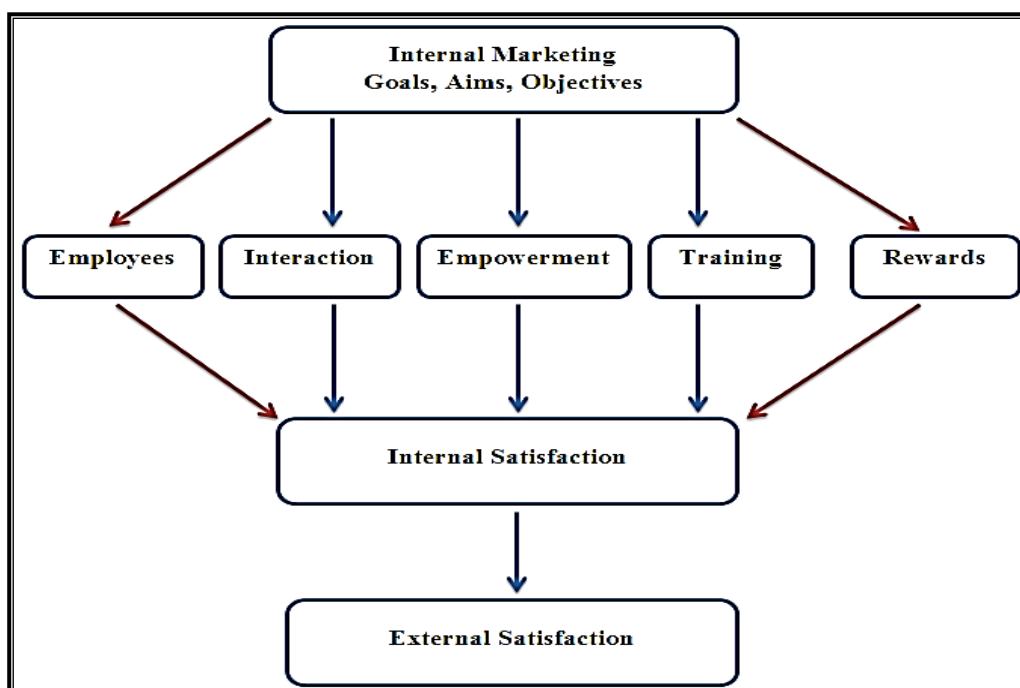 Internal Marketing
Goals, Aims, Objectives
Employees
Interaction
Empowerment
Training
Rewards
Internal Satisfaction
External Satisfaction